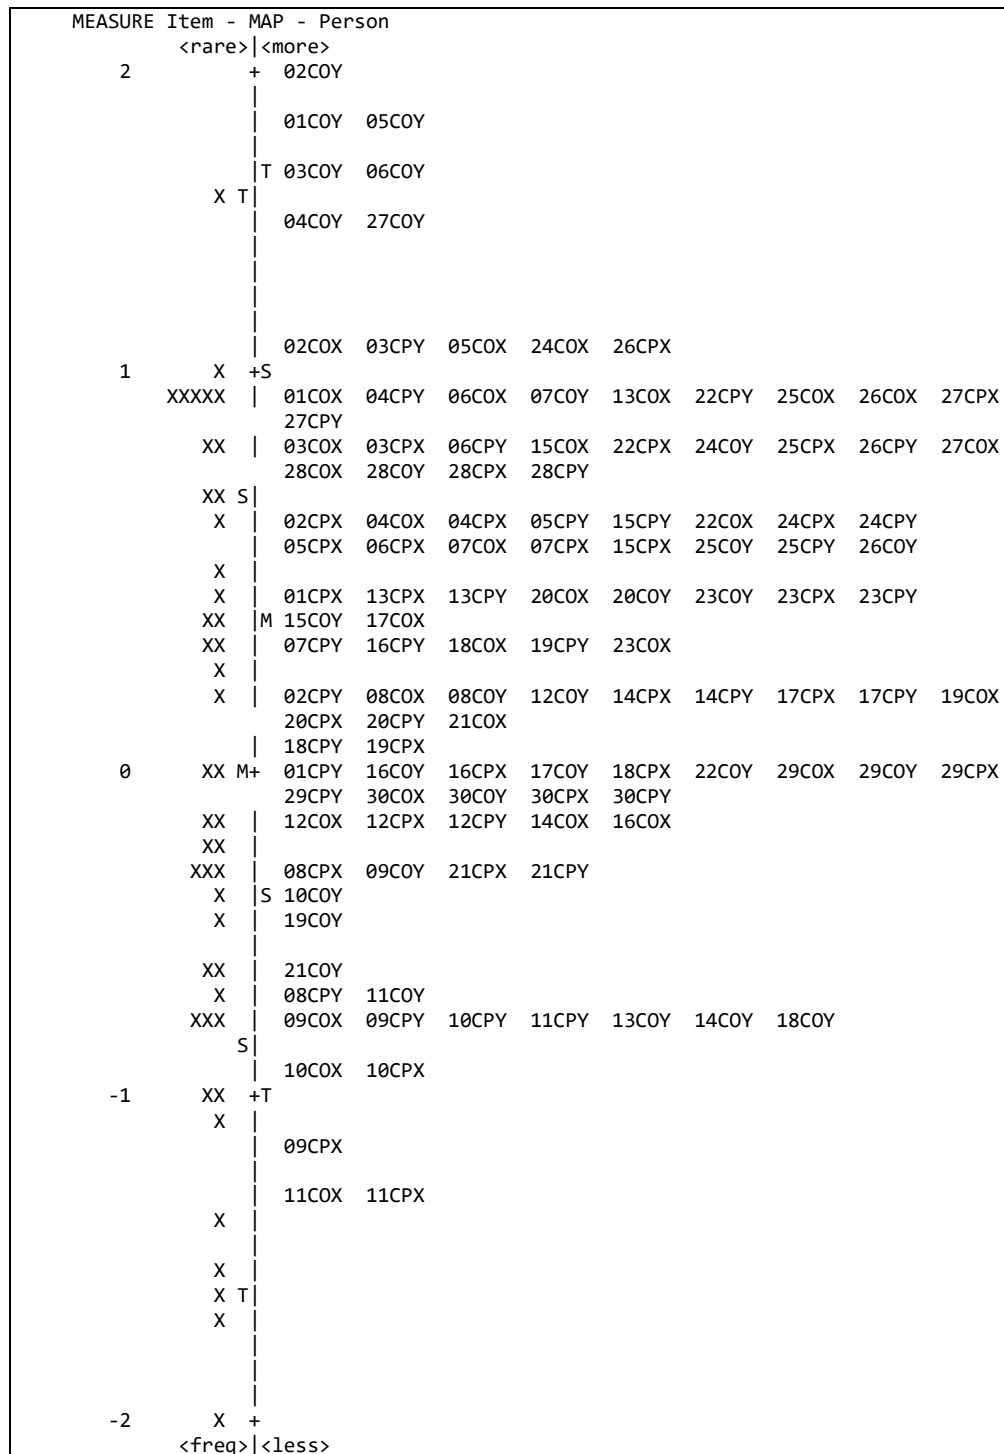 MEASURE Item - MAP - Person
<rare>|<more>
2 + 02COY
|
| 01COY 05COY
|
|T 03COY 06COY
X T|
| 04COY 27COY
|
|
|
|
| 02COX 03CPY 05COX 24COX 26CPX
1 X +S
XXXXX | 01COX 04CPY 06COX 07COY 13COX 22CPY 25COX 26COX 27CPX
27CPY
XX | 03COX 03CPX 06CPY 15COX 22CPX 24COY 25CPX 26CPY 27COX
28COX 28COY 28CPX 28CPY
XX S|
X | 02CPX 04COX 04CPX 05CPY 15CPY 22COX 24CPX 24CPY
| 05CPX 06CPX 07COX 07CPX 15CPX 25COY 25CPY 26COY
X |
X | 01CPX 13CPX 13CPY 20COX 20COY 23COY 23CPX 23CPY
XX |M 15COY 17COX
XX | 07CPY 16CPY 18COX 19CPY 23COX
X |
X | 02CPY 08COX 08COY 12COY 14CPX 14CPY 17CPX 17CPY 19COX
20CPX 20CPY 21COX
| 18CPY 19CPX
0 XX M+ 01CPY 16COY 16CPX 17COY 18CPX 22COY 29COX 29COY 29CPX
29CPY 30COX 30COY 30CPX 30CPY
XX | 12COX 12CPX 12CPY 14COX 16COX
XX |
XXX | 08CPX 09COY 21CPX 21CPY
X |S 10COY
X | 19COY
|
XX | 21COY
X | 08CPY 11COY
XXX | 09COX 09CPY 10CPY 11CPY 13COY 14COY 18COY
S|
| 10COX 10CPX
-1 XX +T
X |
| 09CPX
|
| 11COX 11CPX
X |
|
X |
X T|
X |
|
|
|
-2 X +
<freq>|<less>